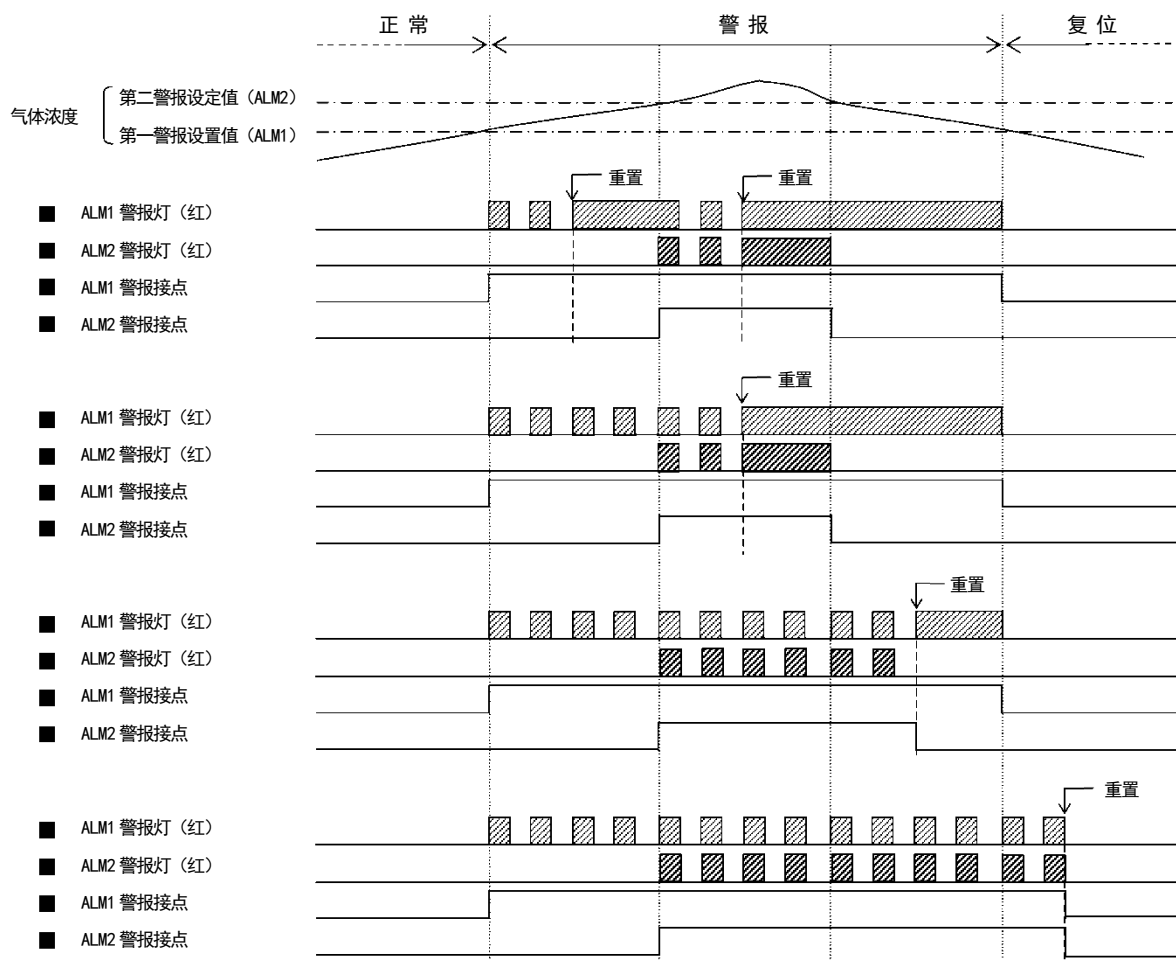 正 常
警 报
复 位
气体浓度
第二警报设定值（ALM2）
第一警报设置值（ALM1）
重置
重置
ALM1 警报灯（红）
ALM2 警报灯（红）
ALM1 警报接点
ALM2 警报接点
重置
ALM1 警报灯（红）
ALM2 警报灯（红）
ALM1 警报接点
ALM2 警报接点
重置
ALM1 警报灯（红）
ALM2 警报灯（红）
ALM1 警报接点
ALM2 警报接点
重置
ALM1 警报灯（红）
ALM2 警报灯（红）
ALM1 警报接点
ALM2 警报接点